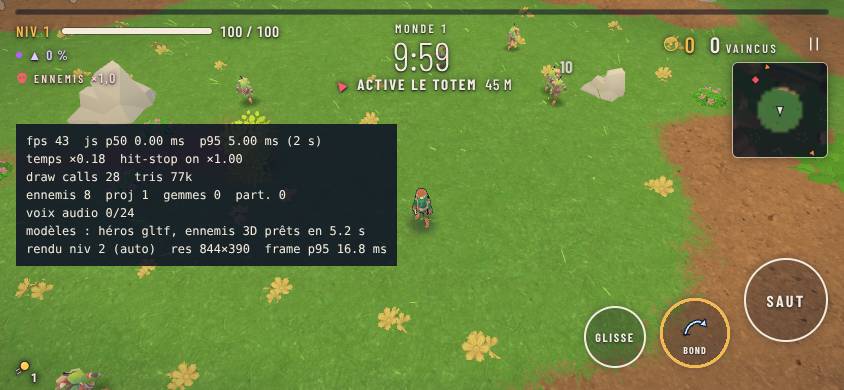 NIV 1 100 / 100
▲ 0 %
ENNEMIS ×1,0
MONDE 1
9:59
ACTIVE LE TOTEM 45 M
0 0 VAINCUS
10
fps 43 js p50 0.00 ms p95 5.00 ms (2 s)
temps ×0.18 hit-stop on ×1.00
draw calls 28 tris 77k
ennemis 8 proj 1 gemmes 0 part. 0
voix audio 0/24
modèles : héros gltf, ennemis 3D prêts en 5.2 s
rendu niv 2 (auto) res 844×390 frame p95 16.8 ms
SAUT
GLISSE
BOND
1